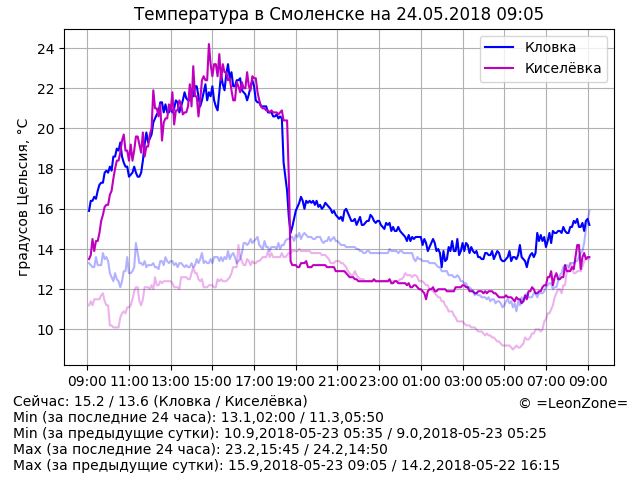 Температура в Смоленске на 24.05.2018 09:05
Кловка
Киселёвка
градусов Цельсия, °C
24
22
20
18
16
14
12
10
09:00 11:00 13:00 15:00 17:00 19:00 21:00 23:00 01:00 03:00 05:00 07:00 09:00
Сейчас: 15.2 / 13.6 (Кловка / Киселёвка)
© =LeonZone=
Min (за последние 24 часа): 13.1,02:00 / 11.3,05:50
Min (за предыдущие сутки): 10.9,2018-05-23 05:35 / 9.0,2018-05-23 05:25
Max (за последние 24 часа): 23.2,15:45 / 24.2,14:50
Max (за предыдущие сутки): 15.9,2018-05-23 09:05 / 14.2,2018-05-22 16:15